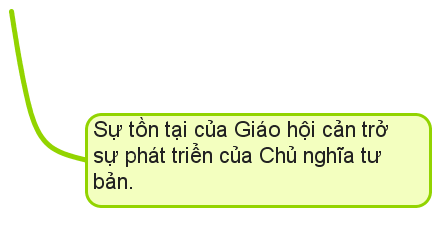 Sự tồn tại của Giáo hội cản trở
sự phát triển của Chủ nghĩa tư
bản.